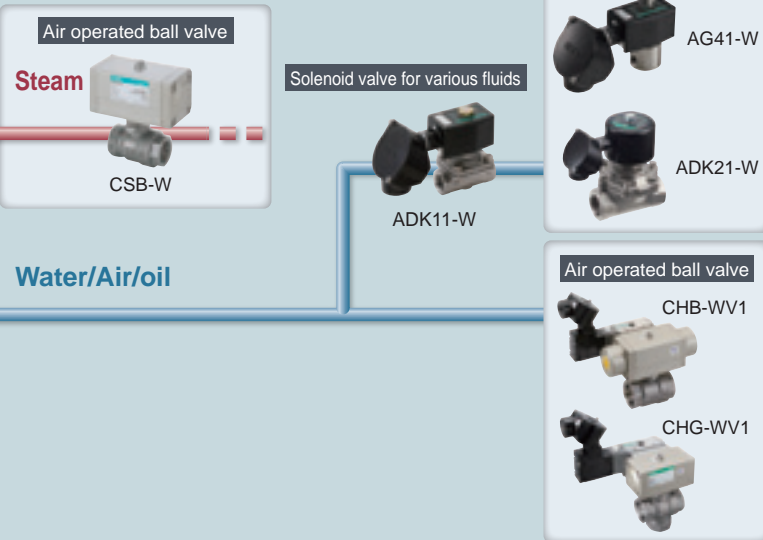 Air operated ball valve
Steam
CSB-W
Solenoid valve for various fluids
ADK11-W
AG41-W
ADK21-W
Water/Air/oil
Air operated ball valve
CHB-WV1
CHG-WV1